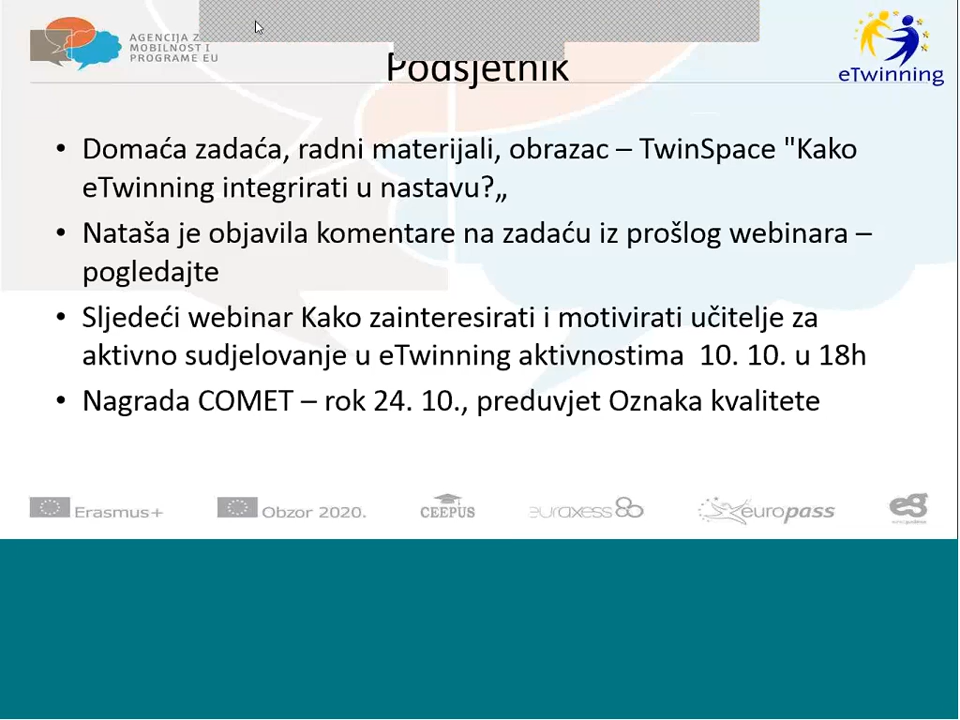 AGENCIJA Z
MOBILNOST I
PROGRAME EU
eTwinning
Podsjetnik
• Domaća zadaća, radni materijali, obrazac – TwinSpace "Kako
eTwinning integrirati u nastavu?„
• Nataša je objavila komentare na zadaću iz prošlog webinara –
pogledajte
• Sljedeći webinar Kako zainteresirati i motivirati učitelje za
aktivno sudjelovanje u eTwinning aktivnostima 10. 10. u 18h
• Nagrada COMET – rok 24. 10., preduvjet Oznaka kvalitete
Erasmus+
Obzor 2020.
CEEPUS
euraxess
europass
eg